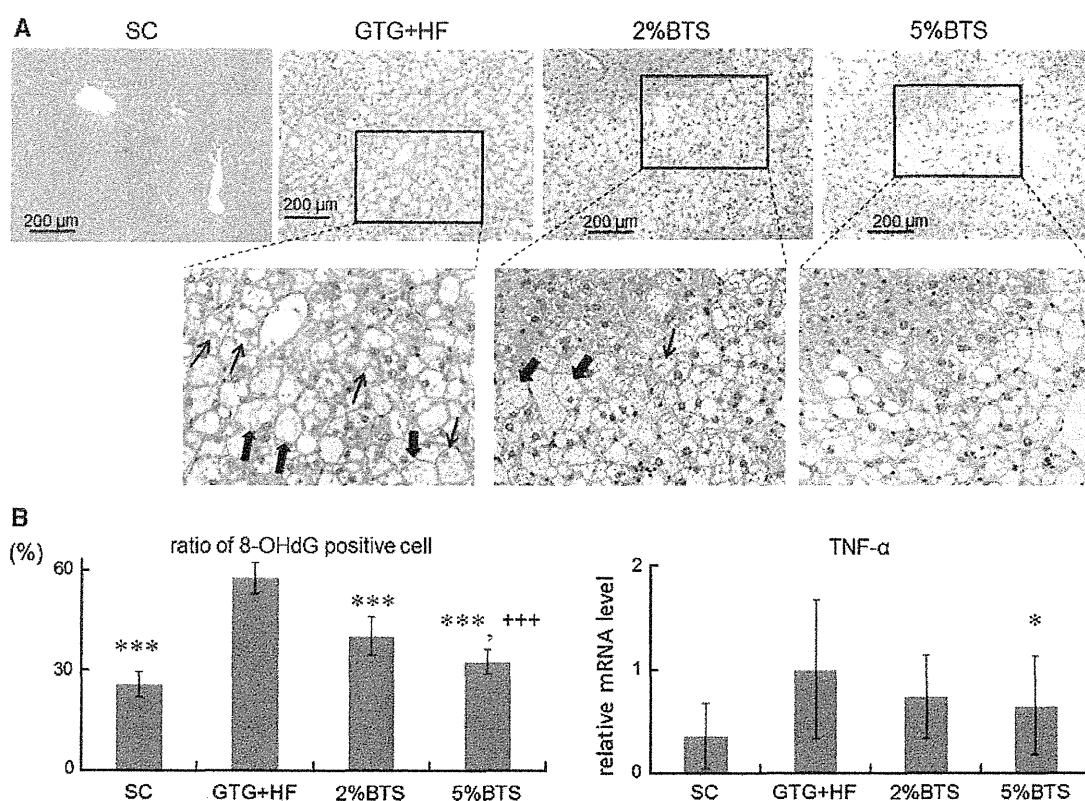 A
SC GTG+HF 2%BTS 5%BTS
200 µm 200 µm 200 µm 200 µm
B
(%) ratio of 8-OHdG positive cell
60
30
0
*** *** ***, +++
SC GTG+HF 2%BTS 5%BTS
TNF-α
relative mRNA level
2
1
0
*
SC GTG+HF 2%BTS 5%BTS